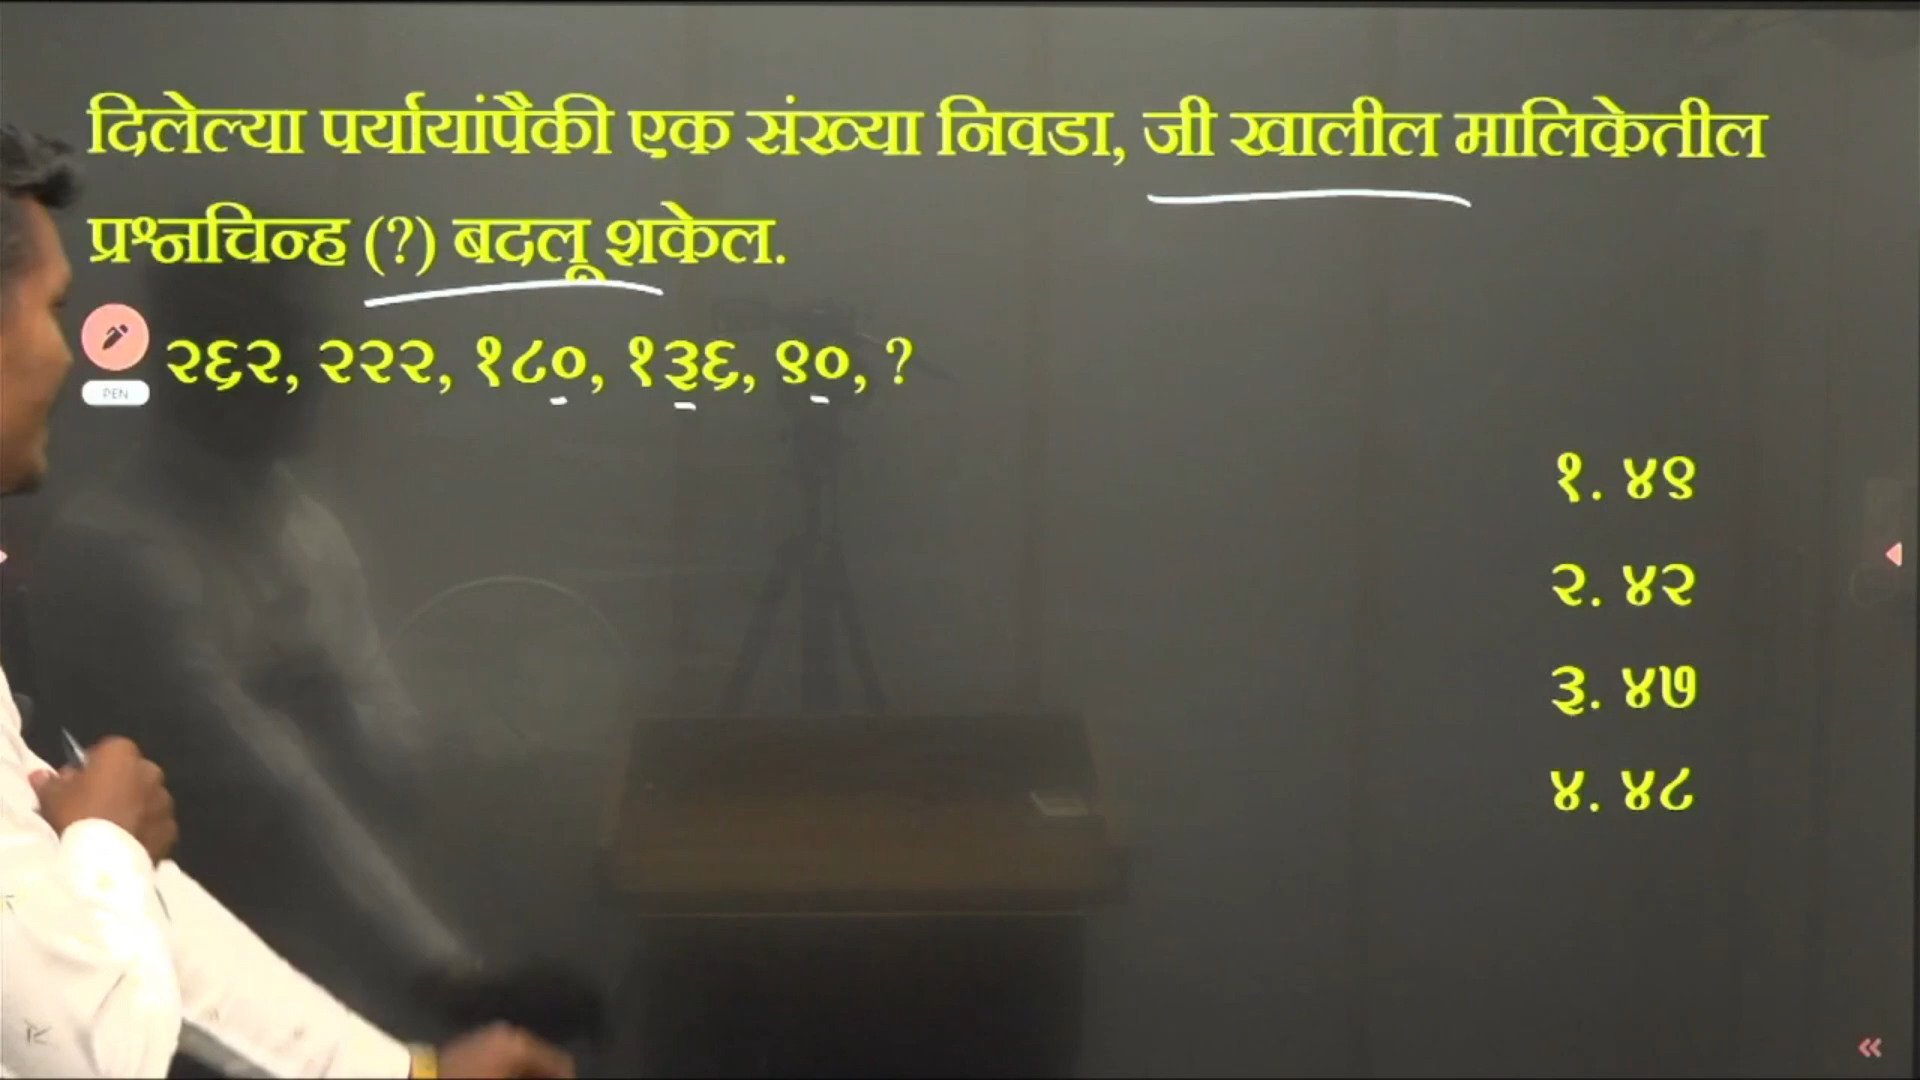 दिलेल्या पर्यायांपैकी एक संख्या निवडा, जी खालील मालिकेतील
प्रश्नचिन्ह (?) बदलू शकेल.
२६२, २२२, १८०, १३६, ९०, ?
PEN
१. ४९
२. ४२
३. ४७
४. ४८